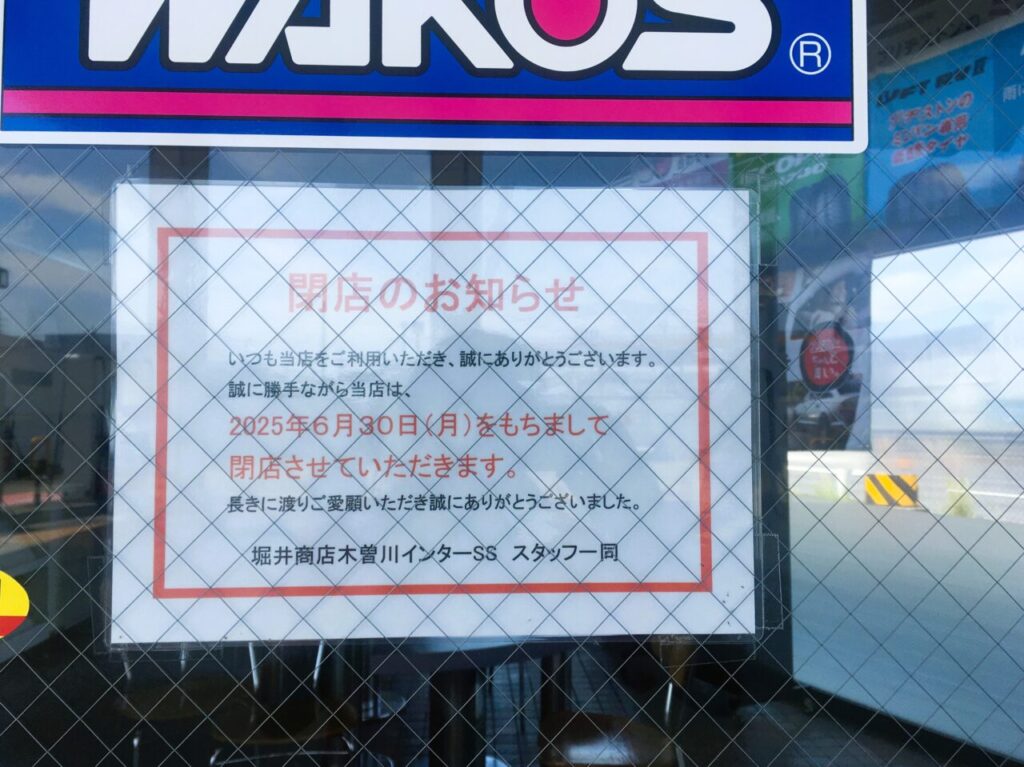 WAKO'S
®
閉店のお知らせ
いつも当店をご利用いただき、誠にありがとうございます。
誠に勝手ながら当店は、
2025年6月30日(月)をもちまして
閉店させていただきます。
長きに渡りご愛願いただき誠にありがとうございました。
堀井商店木曽川インターSS スタッフ一同